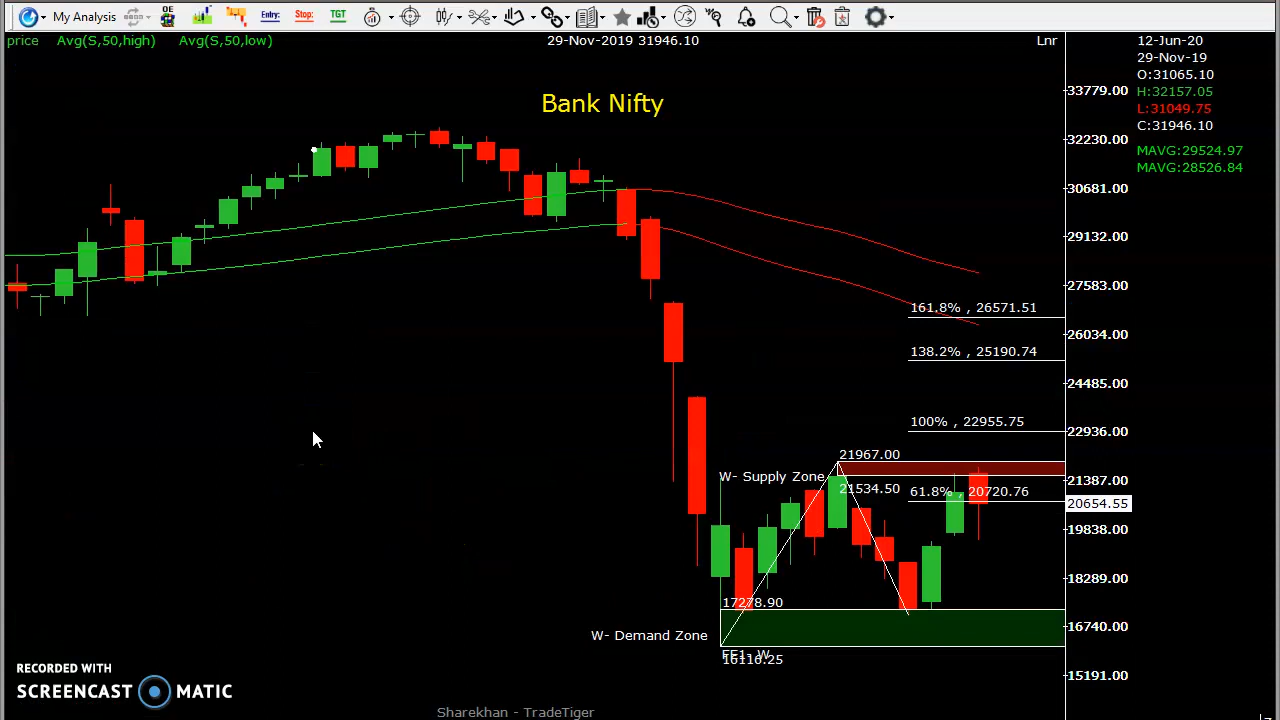 OE
My Analysis
Entry:
Stop:
TGT
price Avg(S,50,high) Avg(S,50,low)
29-Nov-2019 31946.10
Lnr
12-Jun-20
29-Nov-19
O:31065.10
H:32157.05
L:31049.75
C:31946.10
MAVG:29524.97
MAVG:28526.84
Bank Nifty
33779.00
32230.00
30681.00
29132.00
27583.00
26034.00
24485.00
22936.00
21387.00
20654.55
19838.00
18289.00
16740.00
15191.00
161.8% , 26571.51
138.2% , 25190.74
100% , 22955.75
21967.00
W- Supply Zone
21534.50
61.8% , 20720.76
17278.90
W- Demand Zone
16116.25
RECORDED WITH
SCREENCAST MATIC
Sharekhan - TradeTiger